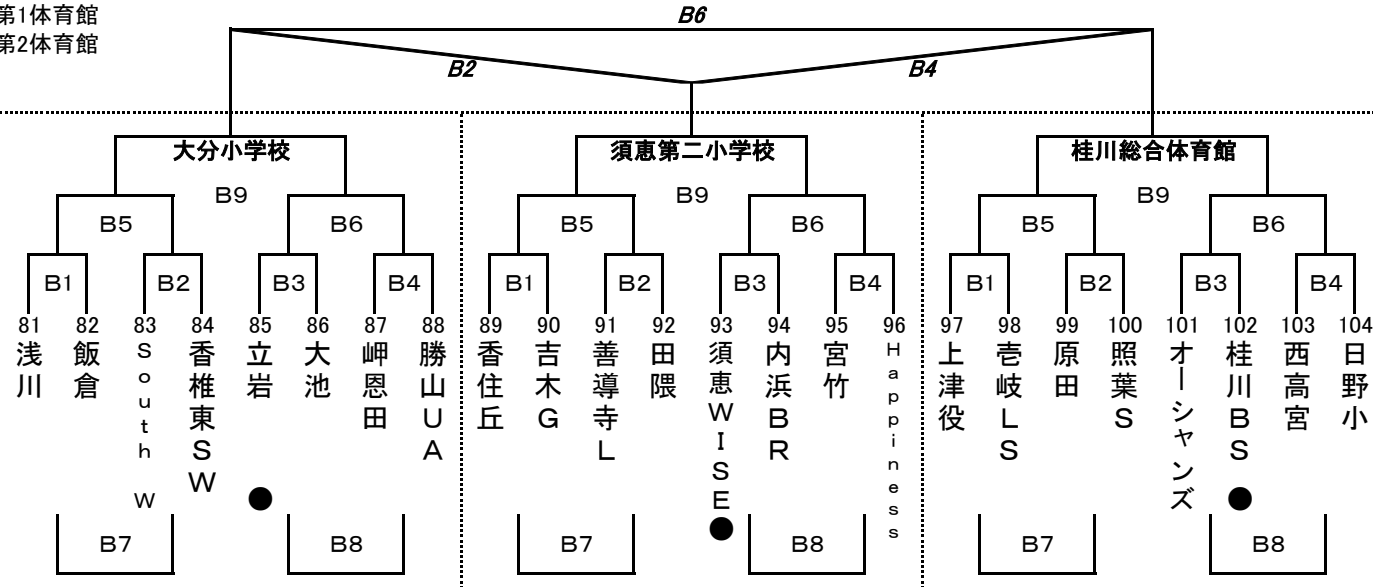 第1体育館
第2体育館
B6
B2 B4
大分小学校 須恵第二小学校 桂川総合体育館
B9 B9 B9
B5 B6 B5 B6 B5 B6
B1 B2 B3 B4 B1 B2 B3 B4 B1 B2 B3 B4
81 82 83 84 85 86 87 88 89 90 91 92 93 94 95 96 97 98 99 100 101 102 103 104
浅川
飯倉
South W
香椎東SW
立岩
大池
岬恩田
勝山UA
香住丘
吉木G
善導寺L
田隈
須恵WISE
内浜BR
宮竹
Happiness
上津役
壱岐LS
原田
照葉S
オーシャンズ
桂川BS
西高宮
日野小
● ● ●
B7 B8 B7 B8 B7 B8